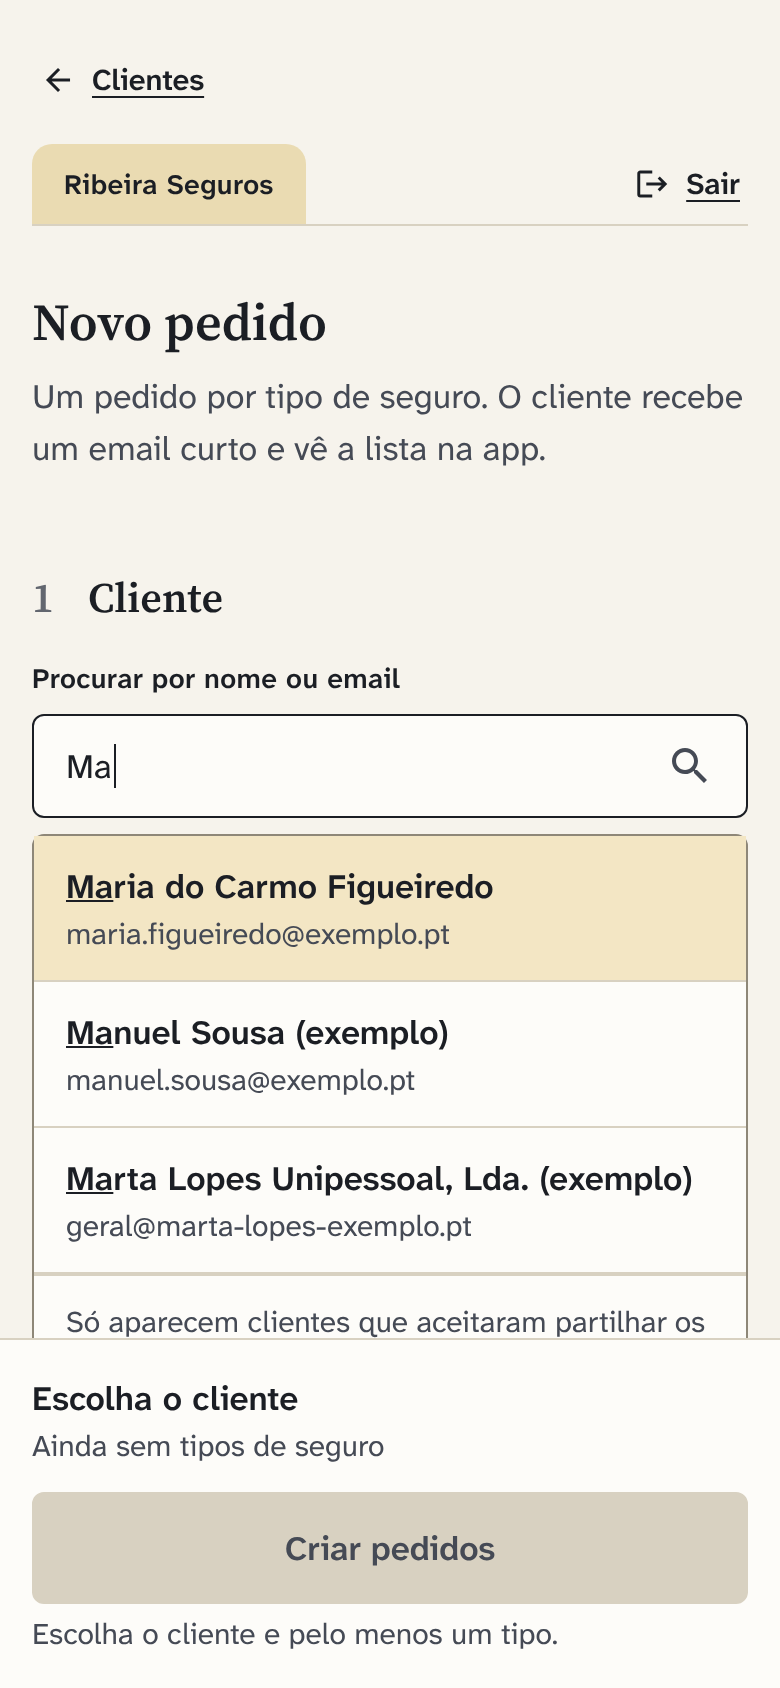 Clientes
Ribeira Seguros
Sair
Novo pedido
Um pedido por tipo de seguro. O cliente recebe
um email curto e vê a lista na app.
1 Cliente
Procurar por nome ou email
Ma
Maria do Carmo Figueiredo
maria.figueiredo@exemplo.pt
Manuel Sousa (exemplo)
manuel.sousa@exemplo.pt
Marta Lopes Unipessoal, Lda. (exemplo)
geral@marta-lopes-exemplo.pt
Só aparecem clientes que aceitaram partilhar os
Escolha o cliente
Ainda sem tipos de seguro
Criar pedidos
Escolha o cliente e pelo menos um tipo.